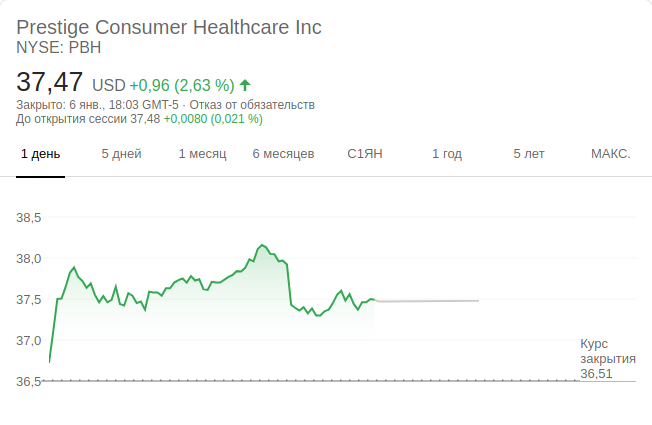 Prestige Consumer Healthcare Inc
NYSE: PBH
37,47 USD +0,96 (2,63 %)
Закрыто: 6 янв., 18:03 GMT-5 · Отказ от обязательств
До открытия сессии 37,48 +0,0080 (0,021 %)
1 день 5 дней 1 месяц 6 месяцев С1ЯН 1 год 5 лет МАКС.
38,5
38,0
37,5
37,0
36,5
Курс
закрытия
36,51